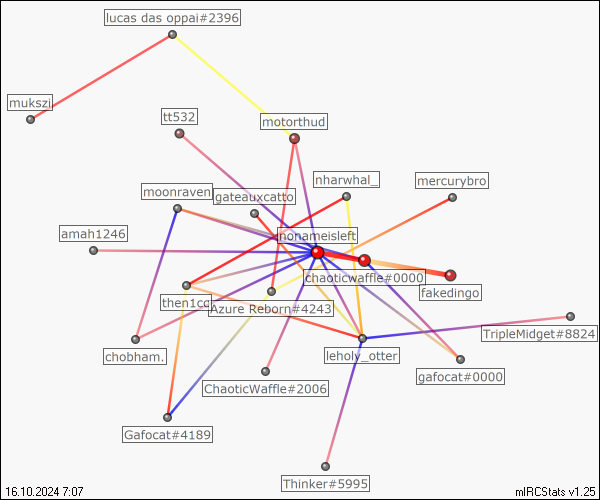 lucas das oppai#2396
mukszi
tt532
motorthud
nharwhal_
mercurybro
moonraven
gateauxcatto
amah1246
nonameisleft
chaoticwaffle#0000
fakedingo
then1cc
Azure Reborn#4243
TripleMidget#8824
chobham.
leholy_otter
gafocat#0000
ChaoticWaffle#2006
Gafocat#4189
Thinker#5995
16.10.2024 7:07
mIRCStats v1.25